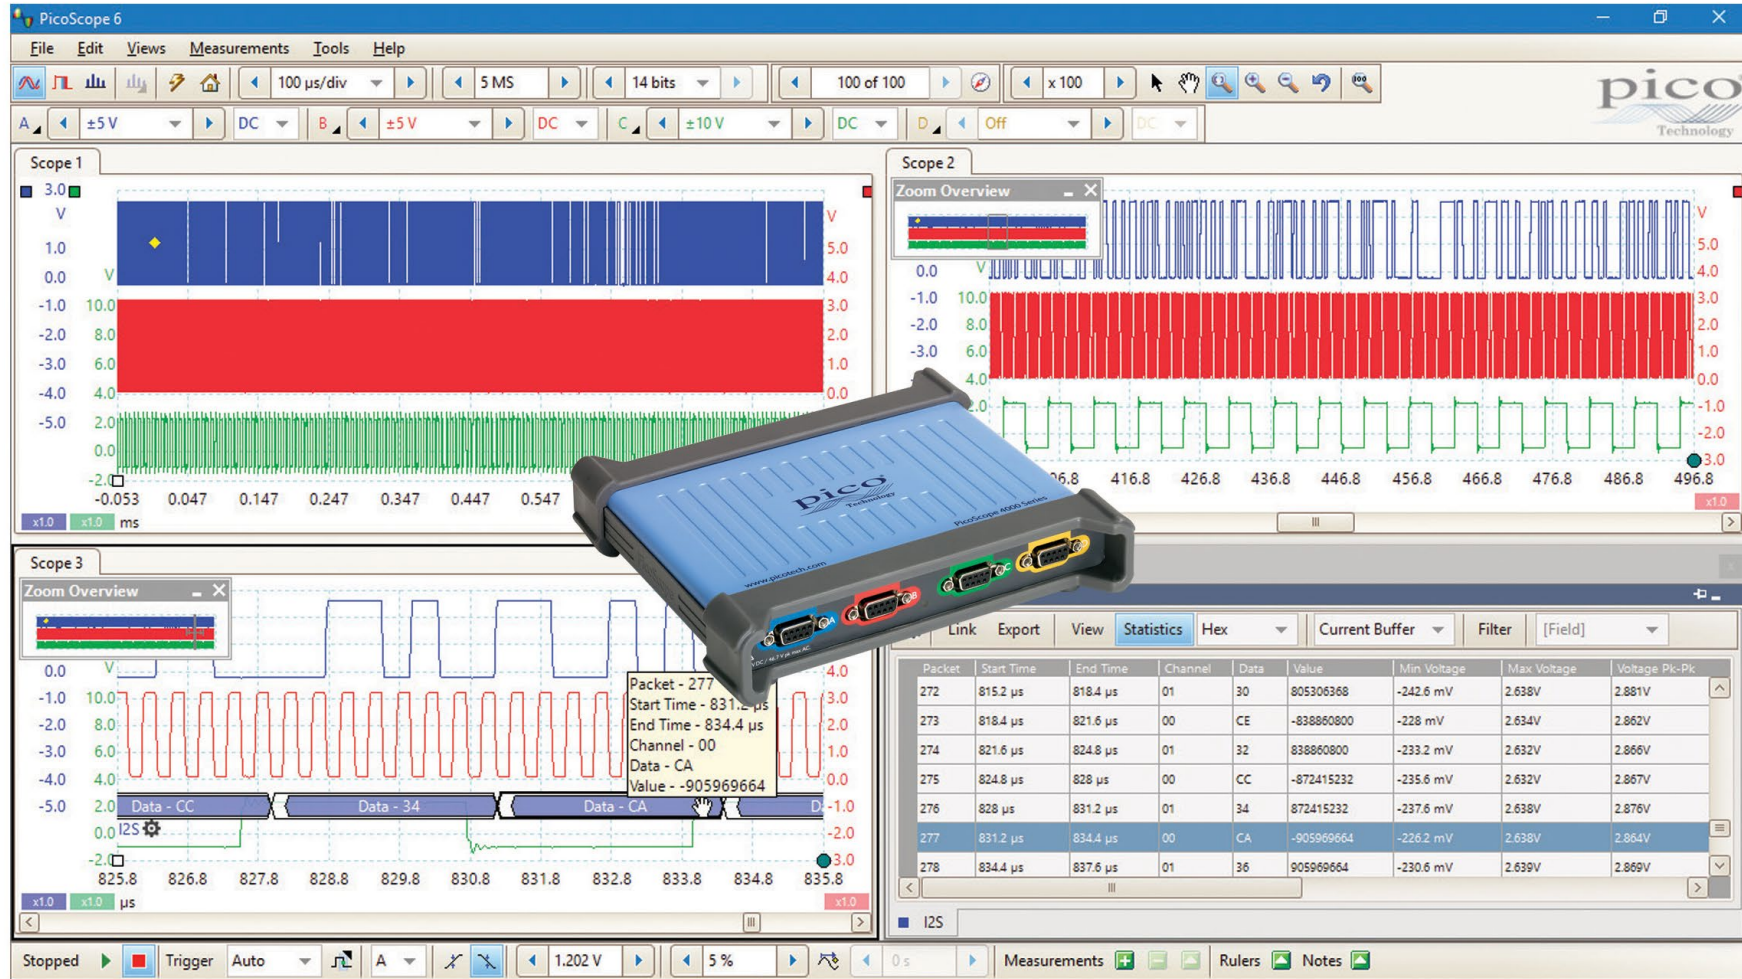 PicoScope 6
File Edit Views Measurements Tools Help
100 µs/div 5 MS 14 bits 100 of 100 x 100
pico
Technology
A ±5 V DC B ±5 V DC C ±10 V DC D Off DC
Scope 1
3.0
V
1.0
0.0
-1.0
-2.0
-3.0
-4.0
-5.0
V
10.0
8.0
6.0
4.0
2.0
0.0
-2.0
V
5.0
4.0
3.0
2.0
1.0
0.0
-0.053 0.047 0.147 0.247 0.347 0.447 0.547
x1.0 x1.0 ms
Scope 2
Zoom Overview
0.0
-1.0
-2.0
-3.0
V
10.0
8.0
6.0
4.0
V
5.0
4.0
3.0
2.0
1.0
0.0
-1.0
-2.0
-3.0
416.8 426.8 436.8 446.8 456.8 466.8 476.8 486.8 496.8
x1.0
pico
Technology
PicoScope 4000 Series
www.picotech.com
A B C D
Scope 3
Zoom Overview
0.0
-1.0
-2.0
-3.0
-4.0
-5.0
V
10.0
8.0
6.0
4.0
2.0
0.0
-2.0
4.0
3.0
2.0
1.0
0.0
-1.0
-2.0
-3.0
Packet - 277
Start Time - 831.2 µs
End Time - 834.4 µs
Channel - 00
Data - CA
Value - -905969664
Data - CC Data - 34 Data - CA
I2S
825.8 826.8 827.8 828.8 829.8 830.8 831.8 832.8 833.8 834.8 835.8
x1.0 x1.0 µs x1.0
Link Export View Statistics Hex Current Buffer Filter [Field]
Packet Start Time End Time Channel Data Value Min Voltage Max Voltage Voltage Pk-Pk
272 815.2 µs 818.4 µs 01 30 805306368 -242.6 mV 2.638V 2.881V
273 818.4 µs 821.6 µs 00 CE -838860800 -228 mV 2.634V 2.862V
274 821.6 µs 824.8 µs 01 32 838860800 -233.2 mV 2.632V 2.866V
275 824.8 µs 828 µs 00 CC -872415232 -235.6 mV 2.632V 2.867V
276 828 µs 831.2 µs 01 34 872415232 -237.6 mV 2.638V 2.876V
277 831.2 µs 834.4 µs 00 CA -905969664 -226.2 mV 2.638V 2.864V
278 834.4 µs 837.6 µs 01 36 905969664 -230.6 mV 2.639V 2.869V
I2S
Stopped Trigger Auto A 1.202 V 5 % 0 s Measurements Rulers Notes